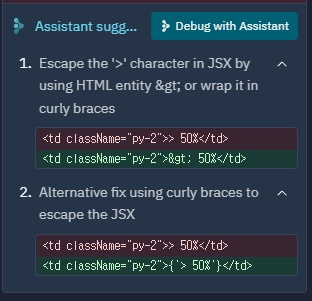 Assistant sugg... Debug with Assistant
1. Escape the '>' character in JSX by
using HTML entity &gt; or wrap it in
curly braces
<td className="py-2">> 50%</td>
<td className="py-2">&gt; 50%</td>
2. Alternative fix using curly braces to
escape the JSX
<td className="py-2">> 50%</td>
<td className="py-2">{'> 50%'}</td>